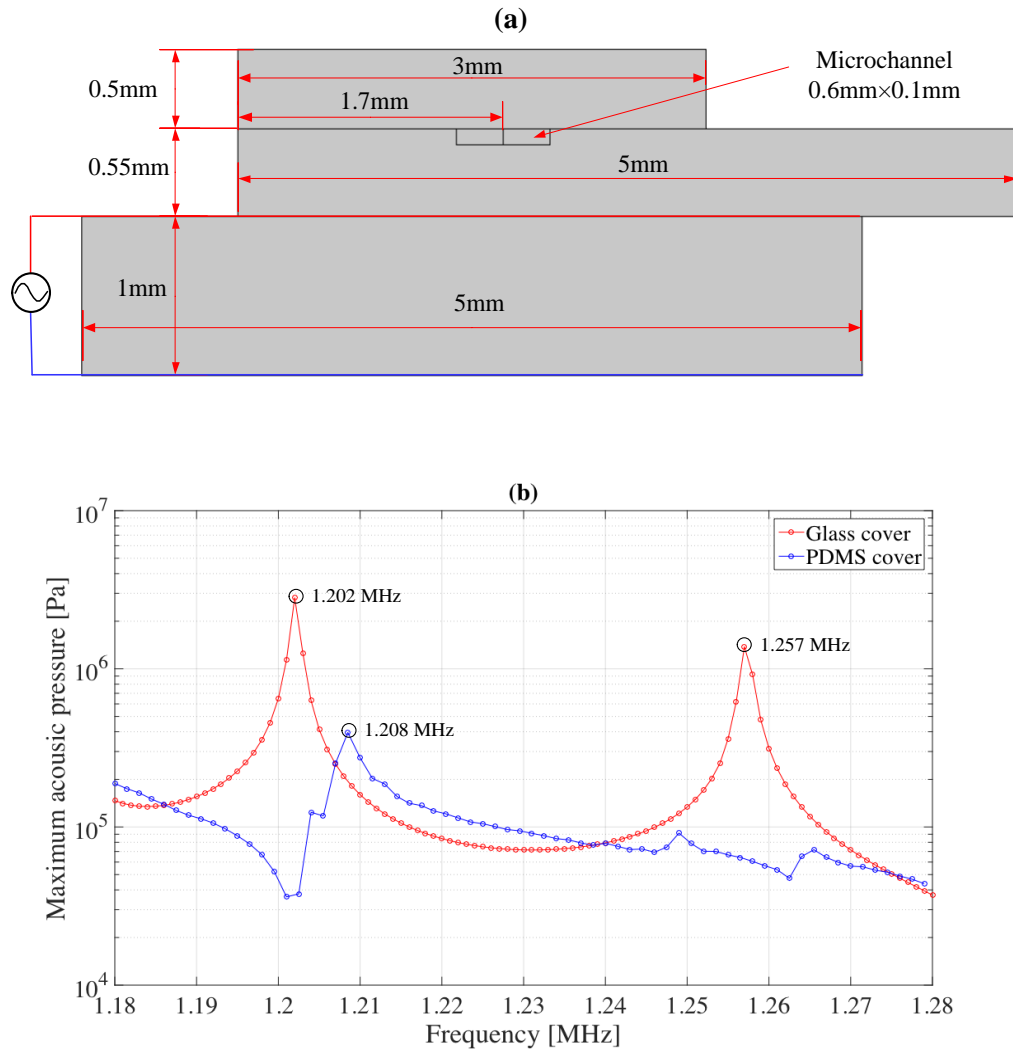 (a)
3mm
Microchannel
0.6mm×0.1mm
0.5mm
1.7mm
0.55mm
5mm
1mm
5mm
(b)
10^7
Glass cover
PDMS cover
1.202 MHz
1.257 MHz
10^6
1.208 MHz
10^5
10^4
Maximum acousic pressure [Pa]
1.18 1.19 1.2 1.21 1.22 1.23 1.24 1.25 1.26 1.27 1.28
Frequency [MHz]